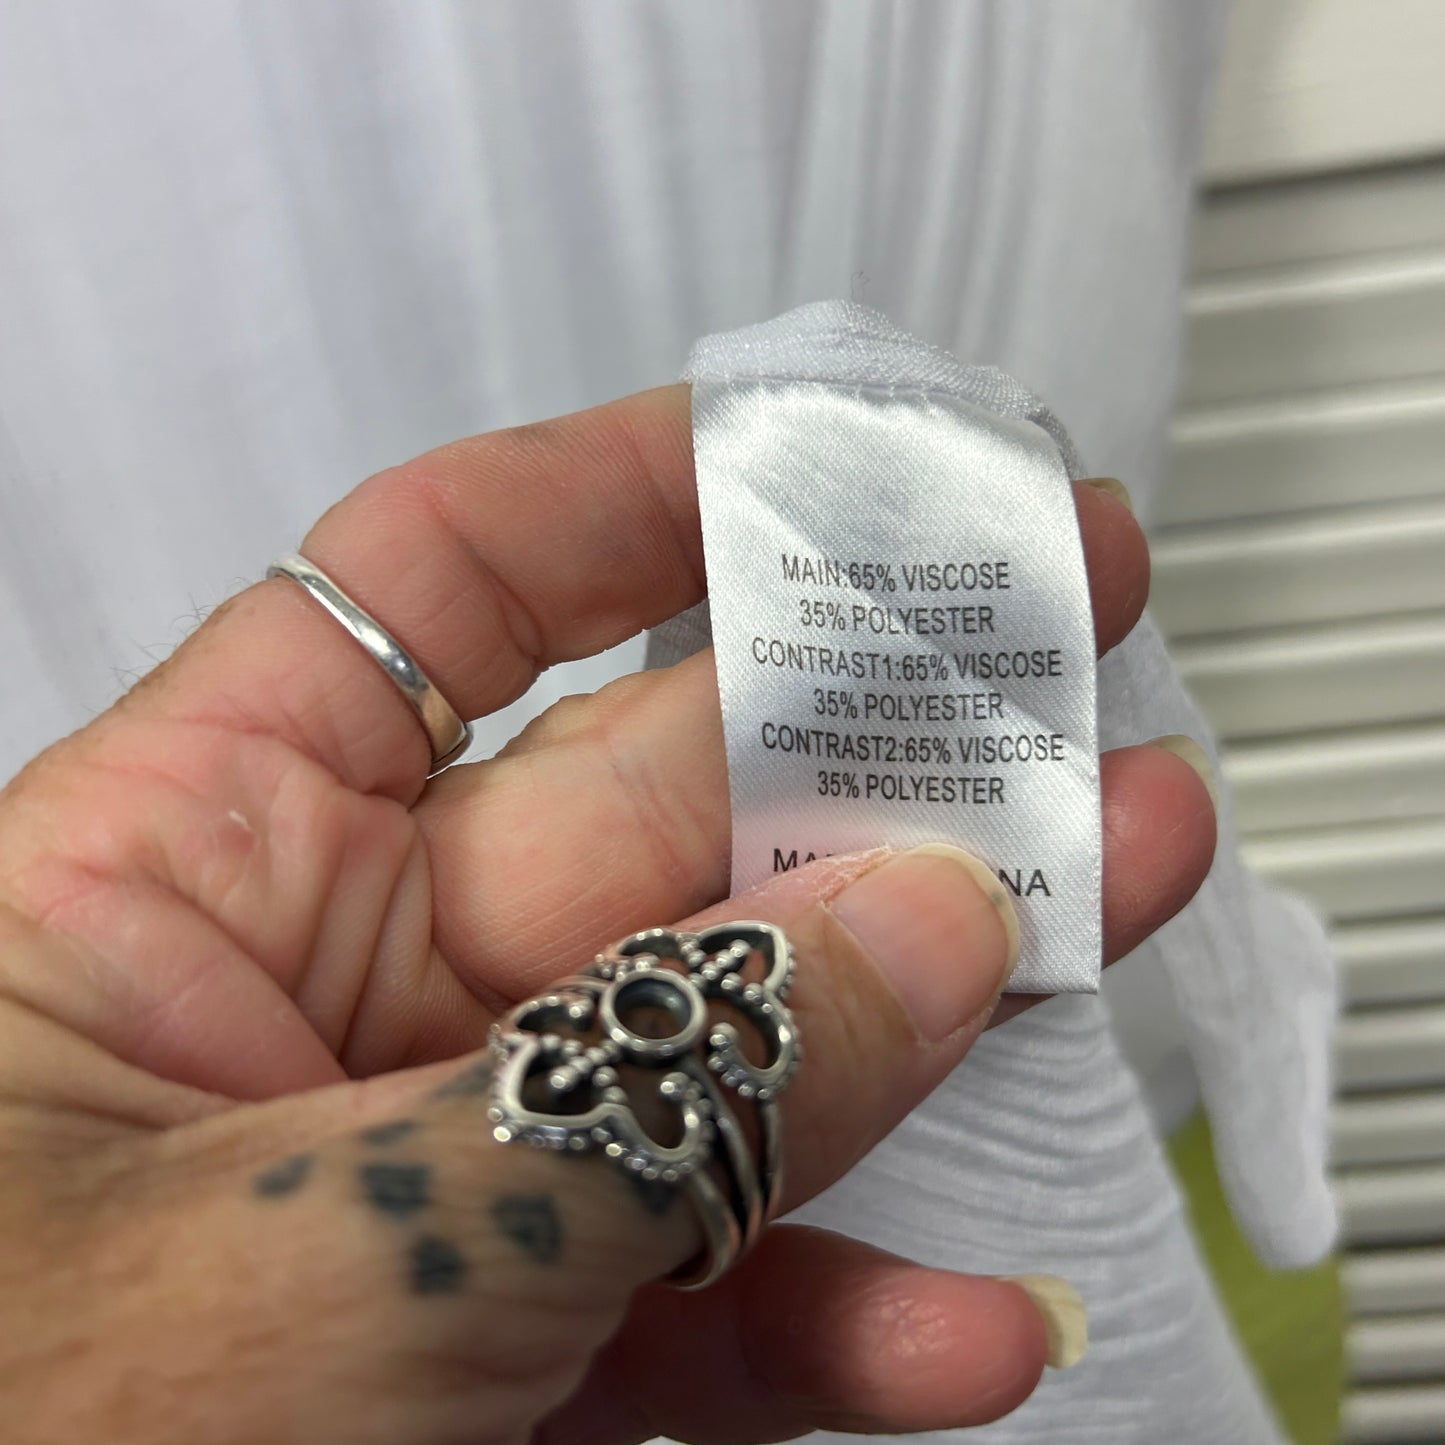 MAIN:65% VISCOSE
35% POLYESTER
CONTRAST1:65% VISCOSE
35% POLYESTER
CONTRAST2:65% VISCOSE
35% POLYESTER